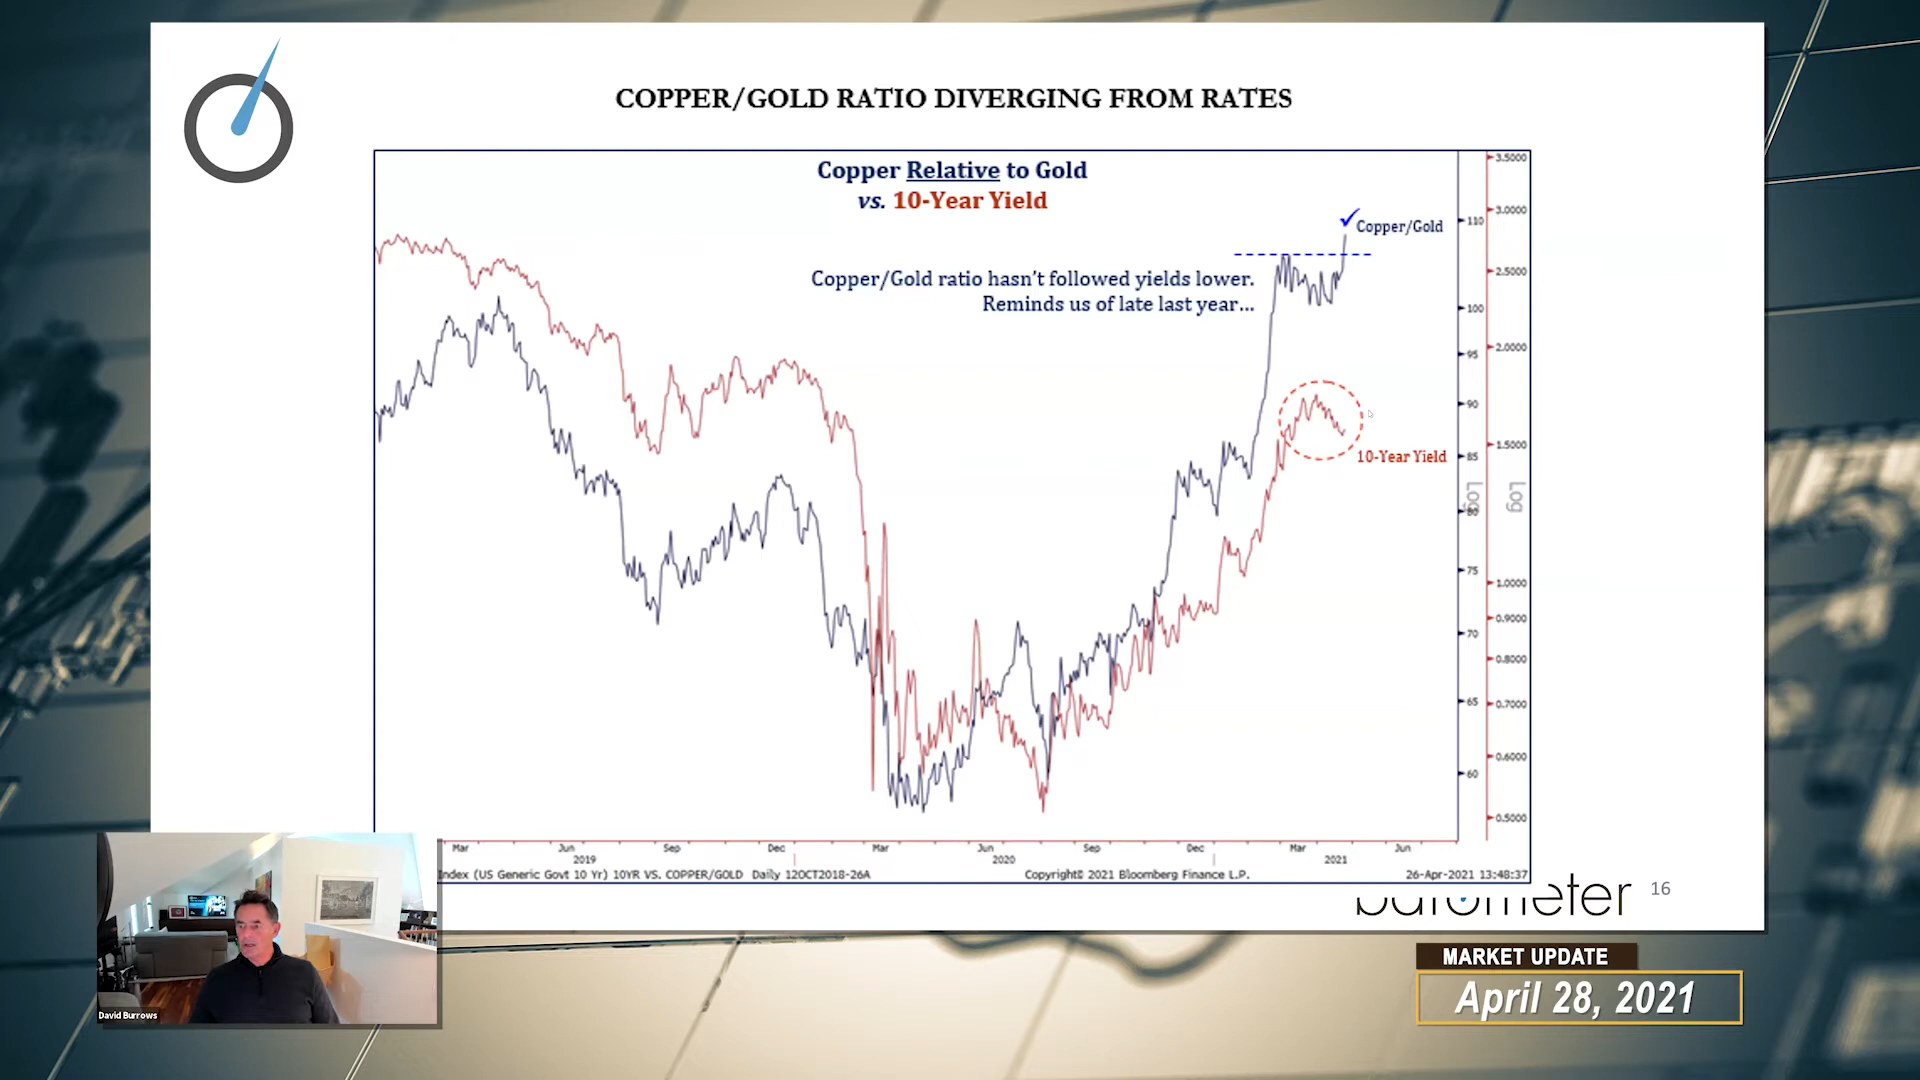 COPPER/GOLD RATIO DIVERGING FROM RATES
Copper Relative to Gold
vs. 10-Year Yield
Copper/Gold ratio hasn't followed yields lower.
Reminds us of late last year...
Copper/Gold
10-Year Yield
110
100
95
90
85
80
75
70
65
60
Log
3.5000
3.0000
2.5000
2.0000
1.5000
1.0000
0.9000
0.8000
0.7000
0.6000
0.5000
Log
Mar Jun Sep Dec Mar Jun Sep Dec Mar Jun
2019 2020 2021
Index (US Generic Govt 10 Yr) 10YR VS. COPPER/GOLD Daily 12OCT2018-26A Copyright© 2021 Bloomberg Finance L.P. 26-Apr-2021 13:48:37
barometer 16
David Burrows
MARKET UPDATE
April 28, 2021